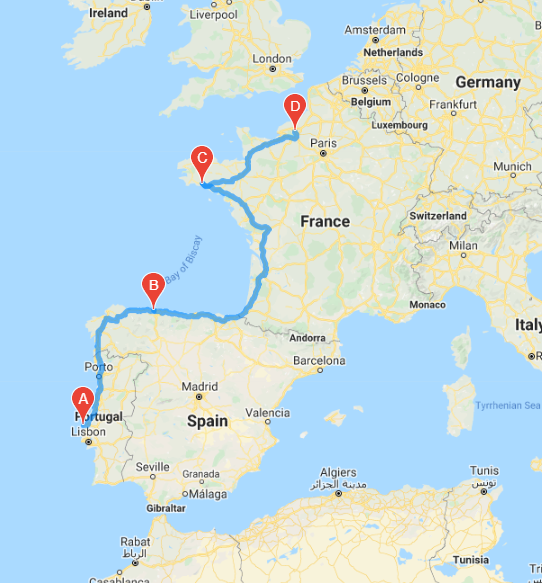 Dublin
Ireland
Liverpool
Amsterdam
Netherlands
London
Brussels
Cologne
Germany
Belgium
Frankfurt
D
Luxembourg
Paris
C
Munich
France
Switzerland
Milan
Bay of Biscay
B
Monaco
Italy
Andorra
Porto
Barcelona
Madrid
A
Tyrrhenian Sea
Portugal
Valencia
Spain
Lisbon
Seville
Granada
Málaga
Algiers
مدينة الجزائر
Tunis
تونس
Gibraltar
Rabat
الرباط
Tunisia
Casablanca
Tri